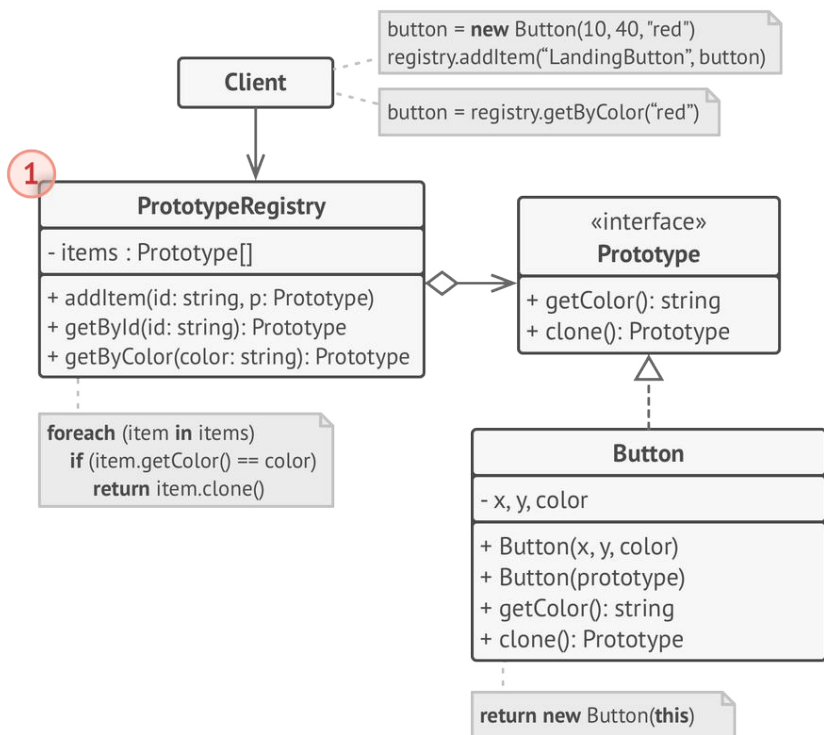 button = new Button(10, 40, "red")
registry.addItem(“LandingButton”, button)
Client
button = registry.getByColor(“red”)
1
PrototypeRegistry
- items : Prototype[]
+ addItem(id: string, p: Prototype)
+ getById(id: string): Prototype
+ getByColor(color: string): Prototype
«interface»
Prototype
+ getColor(): string
+ clone(): Prototype
foreach (item in items)
if (item.getColor() == color)
return item.clone()
Button
- x, y, color
+ Button(x, y, color)
+ Button(prototype)
+ getColor(): string
+ clone(): Prototype
return new Button(this)